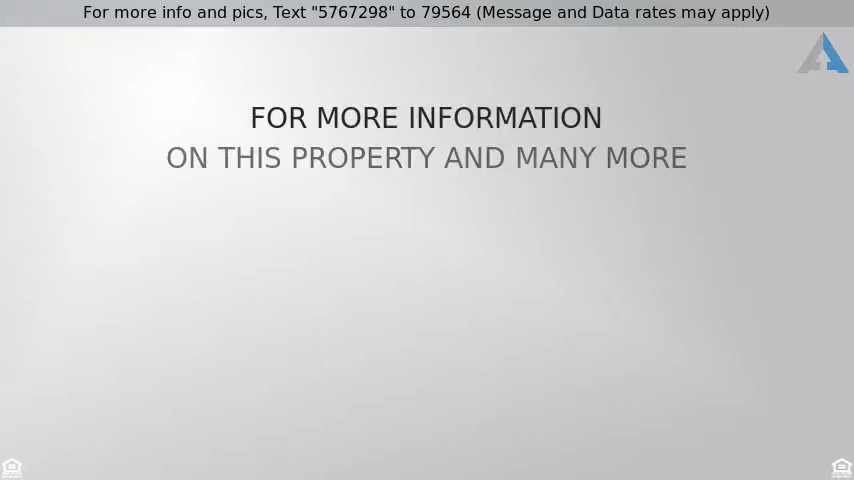 For more info and pics, Text "5767298" to 79564 (Message and Data rates may apply)
FOR MORE INFORMATION
ON THIS PROPERTY AND MANY MORE